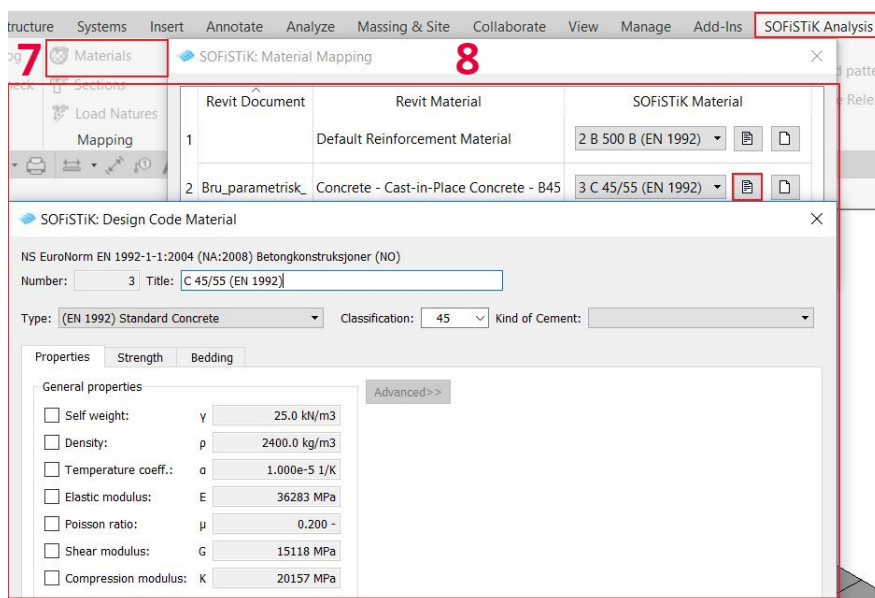 tructure Systems Insert Annotate Analyze Massing & Site Collaborate View Manage Add-Ins SOFiSTiK Analysis
og 7 Materials SOFiSTiK: Material Mapping 8
d patte
eck Sections
Revit Document Revit Material SOFiSTiK Material
e Relea
Load Natures
Mapping
1 Default Reinforcement Material 2 B 500 B (EN 1992)
2 Bru_parametrisk_ Concrete - Cast-in-Place Concrete - B45 3 C 45/55 (EN 1992)
SOFiSTiK: Design Code Material
NS EuroNorm EN 1992-1-1:2004 (NA:2008) Betongkonstruksjoner (NO)
Number: 3 Title: C 45/55 (EN 1992)
Type: (EN 1992) Standard Concrete Classification: 45 Kind of Cement:
Properties Strength Bedding
General properties
Advanced>>
Self weight: γ 25.0 kN/m3
Density: ρ 2400.0 kg/m3
Temperature coeff.: α 1.000e-5 1/K
Elastic modulus: E 36283 MPa
Poisson ratio: μ 0.200 -
Shear modulus: G 15118 MPa
Compression modulus: K 20157 MPa